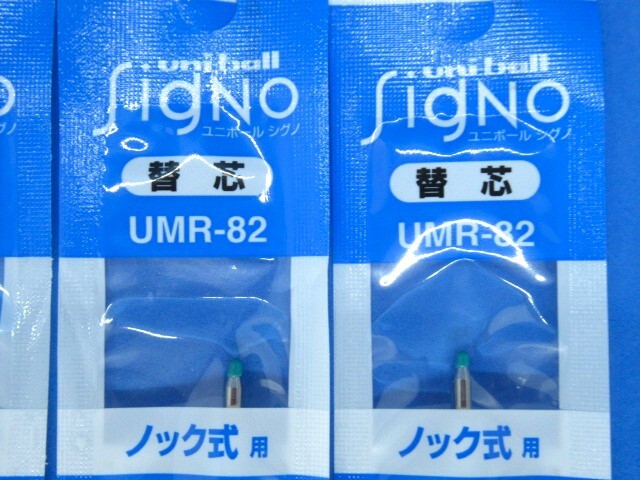 uni-ball
SigNO
ユニボール シグノ
替芯
UMR-82
ノック式 用
uni-ball
SigNO
ユニボール シグノ
替芯
UMR-82
ノック式 用